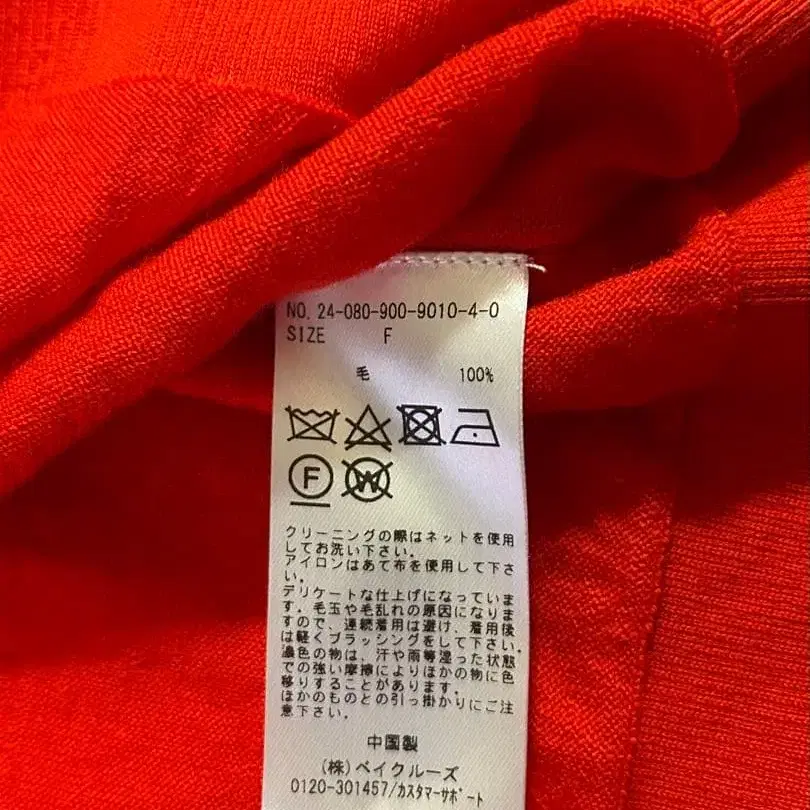 NO. 24-080-900-9010-4-0
SIZE F
毛 100%
F W
クリーニングの際はネットを使用
してお洗い下さい。
アイロンはあて布を使用して下さ
い。
デリケートな仕上げになっていま
す。毛玉や毛乱れの原因になりま
すので、連続着用は避け、着用後
は軽くブラッシングをして下さい。
濃色の物は、汗や雨等湿った状態
での強い摩擦によりほかの物に色
移りすることがあります。
ほかのものとの引っ掛かりにご注
意下さい。
中国製
(株)ベイクルーズ
0120-301457/カスタマーサポート